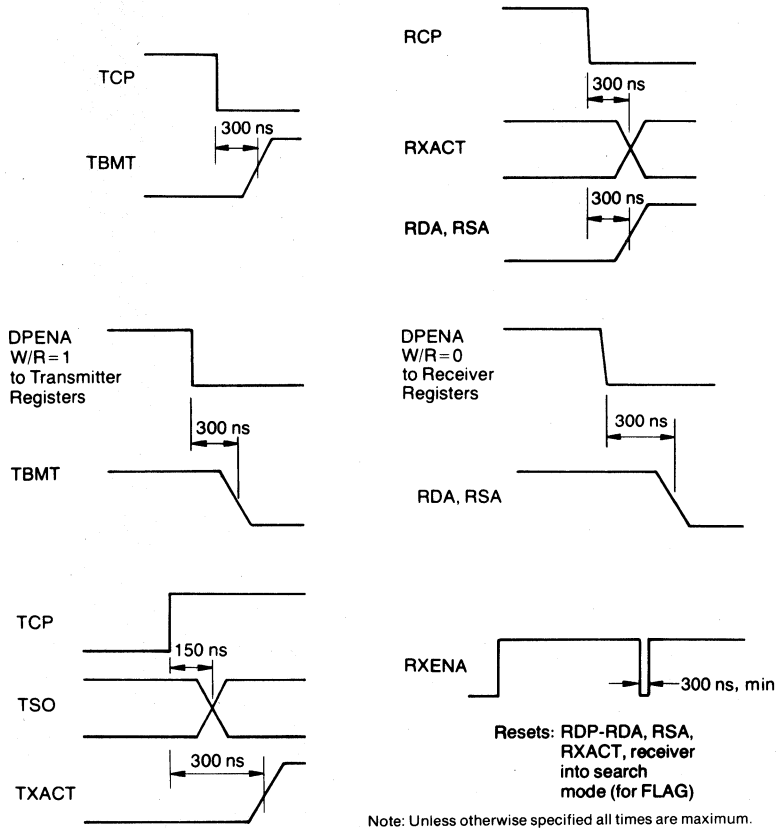 TCP
300 ns
TBMT
RCP
300 ns
RXACT
300 ns
RDA, RSA
DPENA
W/R=1
to Transmitter
Registers
300 ns
TBMT
DPENA
W/R=0
to Receiver
Registers
300 ns
RDA, RSA
TCP
150 ns
TSO
300 ns
TXACT
RXENA
300 ns, min
Resets: RDP-RDA, RSA,
RXACT, receiver
into search
mode (for FLAG)
Note: Unless otherwise specified all times are maximum.